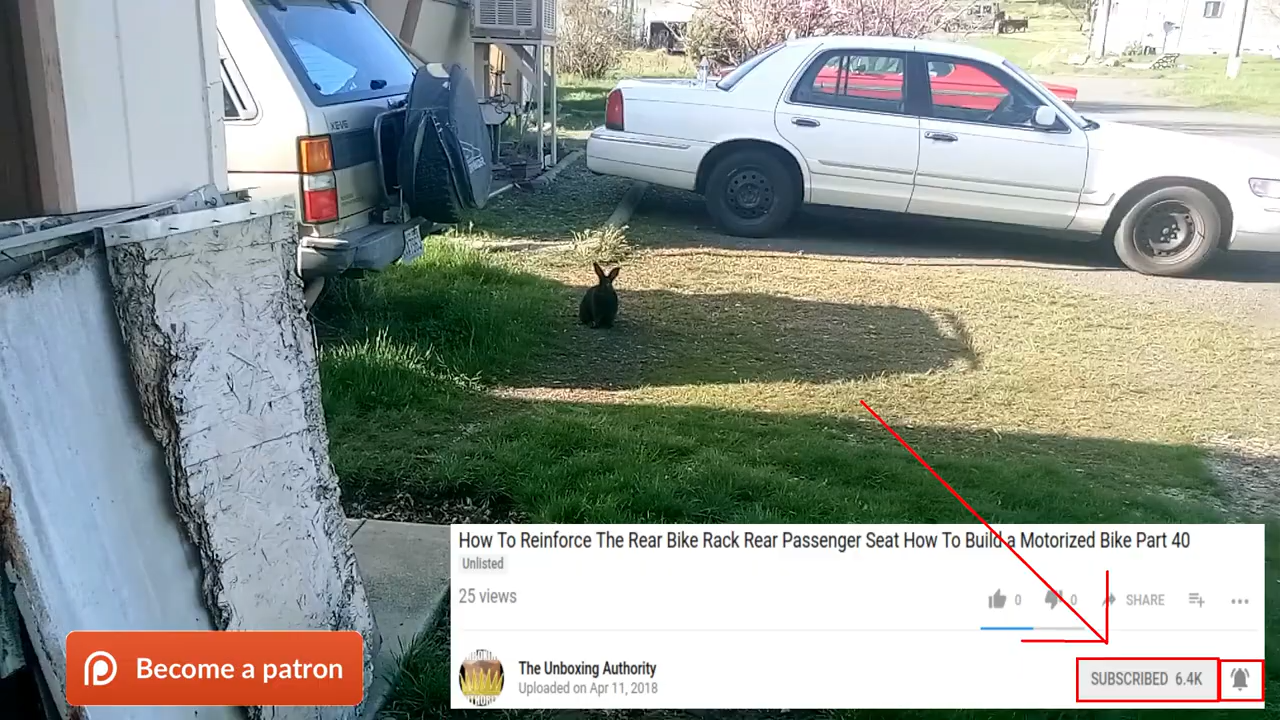 How To Reinforce The Rear Bike Rack Rear Passenger Seat How To Build a Motorized Bike Part 40
Unlisted
25 views
0
0
SHARE
Become a patron
The Unboxing Authority
Uploaded on Apr 11, 2018
SUBSCRIBED 6.4K